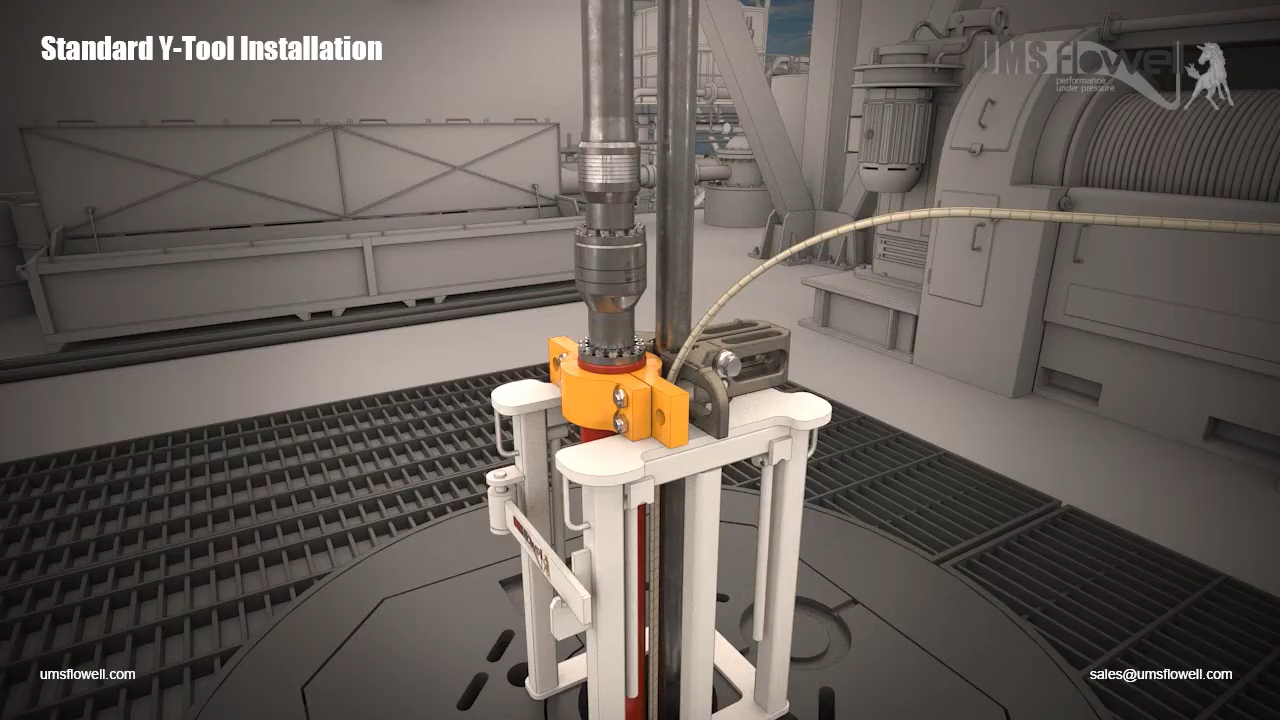 Standard Y-Tool Installation
UMSflowell
performance
under pressure
umsflowell.com
sales@umsflowell.com